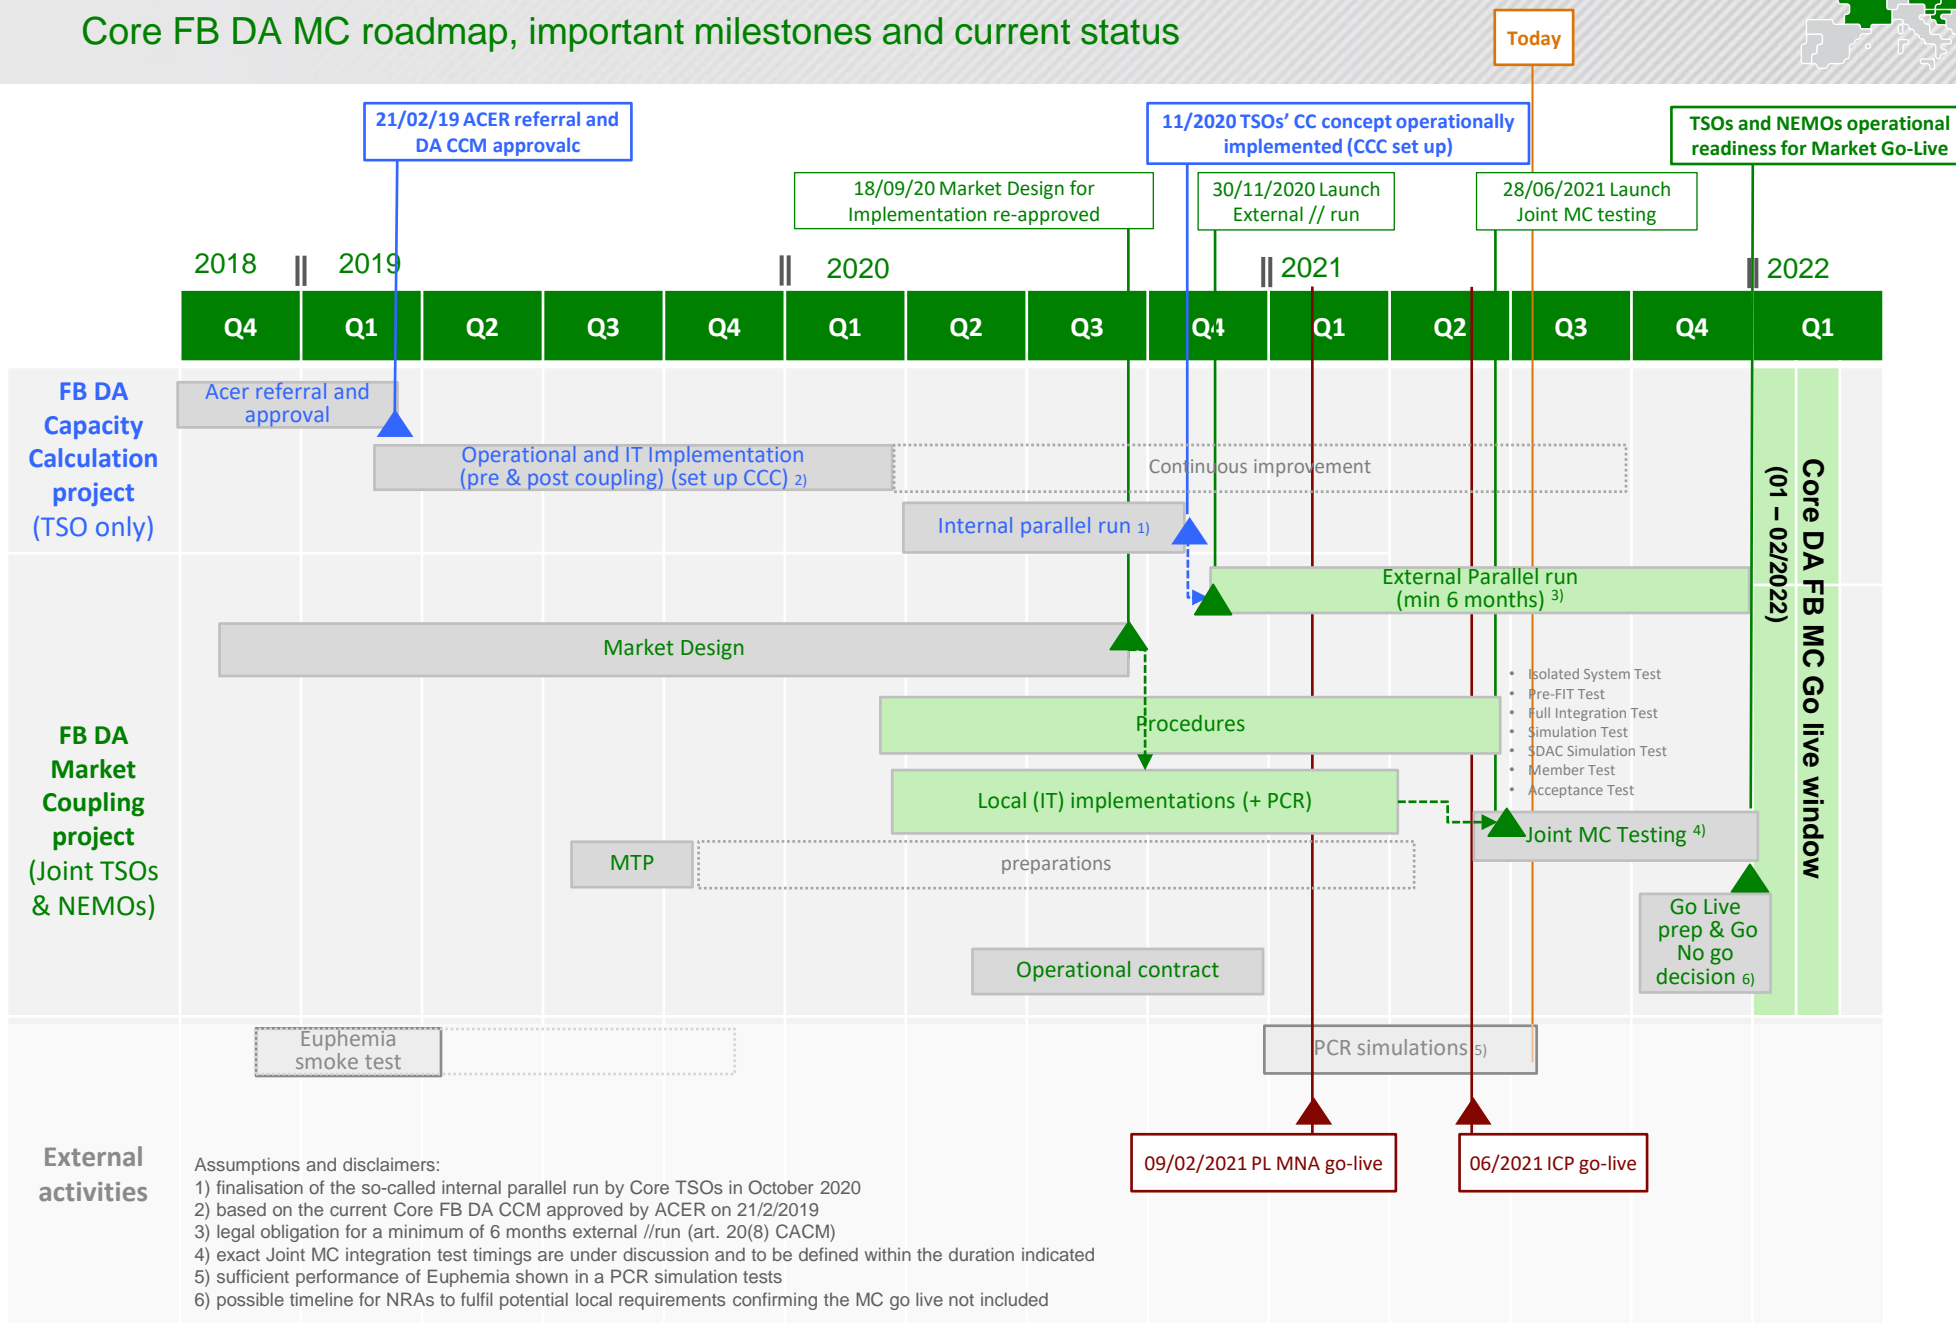 Core FB DA MC roadmap, important milestones and current status
Today
21/02/19 ACER referral and
DA CCM approvalc
11/2020 TSOs' CC concept operationally
implemented (CCC set up)
TSOs and NEMOs operational
readiness for Market Go-Live
18/09/20 Market Design for
Implementation re-approved
30/11/2020 Launch
External // run
28/06/2021 Launch
Joint MC testing
2018 || 2019 || 2020 || 2021 || 2022
Q4 Q1 Q2 Q3 Q4 Q1 Q2 Q3 Q4 Q1 Q2 Q3 Q4 Q1
FB DA
Capacity
Calculation
project
(TSO only)
Acer referral and
approval
Operational and IT Implementation
(pre & post coupling) (set up CCC) 2)
Continuous improvement
Internal parallel run 1)
Core DA FB MC Go live window
(01 – 02/2022)
FB DA
Market
Coupling
project
(Joint TSOs
& NEMOs)
External Parallel run
(min 6 months) 3)
Market Design
• Isolated System Test
• Pre-FIT Test
• Full Integration Test
• Simulation Test
• SDAC Simulation Test
• Member Test
• Acceptance Test
Procedures
Local (IT) implementations (+ PCR)
Joint MC Testing 4)
MTP
preparations
Go Live
prep & Go
No go
decision 6)
Operational contract
External
activities
Euphemia
smoke test
PCR simulations 5)
09/02/2021 PL MNA go-live
06/2021 ICP go-live
Assumptions and disclaimers:
1) finalisation of the so-called internal parallel run by Core TSOs in October 2020
2) based on the current Core FB DA CCM approved by ACER on 21/2/2019
3) legal obligation for a minimum of 6 months external //run (art. 20(8) CACM)
4) exact Joint MC integration test timings are under discussion and to be defined within the duration indicated
5) sufficient performance of Euphemia shown in a PCR simulation tests
6) possible timeline for NRAs to fulfil potential local requirements confirming the MC go live not included